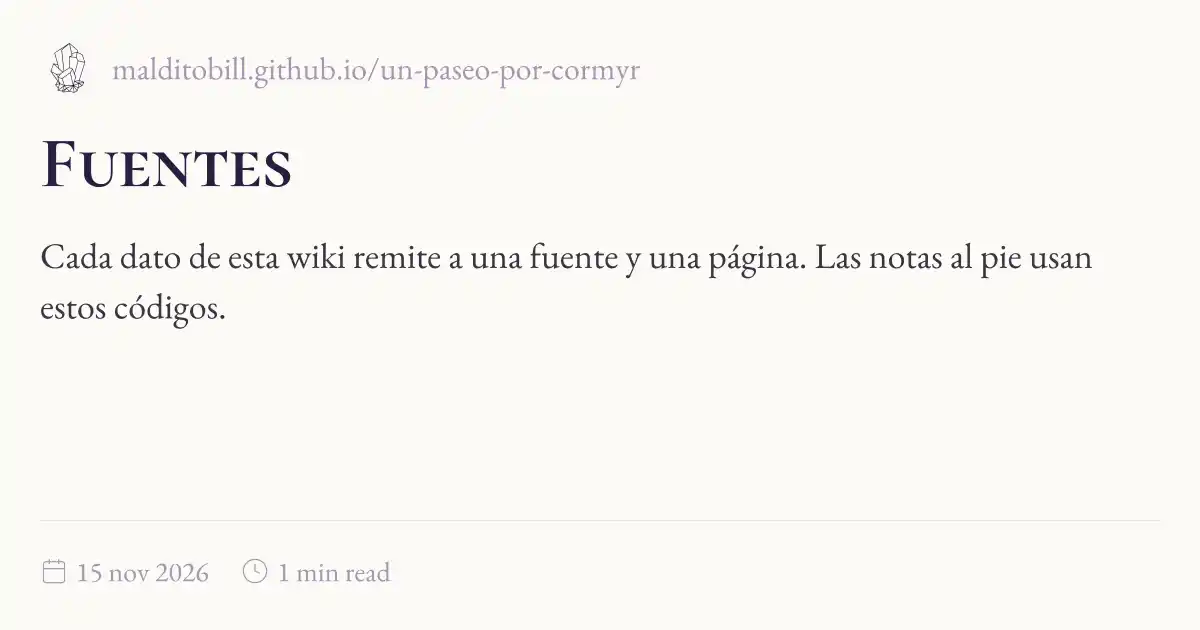 malditobill.github.io/un-paseo-por-cormyr
Fuentes
Cada dato de esta wiki remite a una fuente y una página. Las notas al pie usan
estos códigos.
15 nov 2026 1 min read